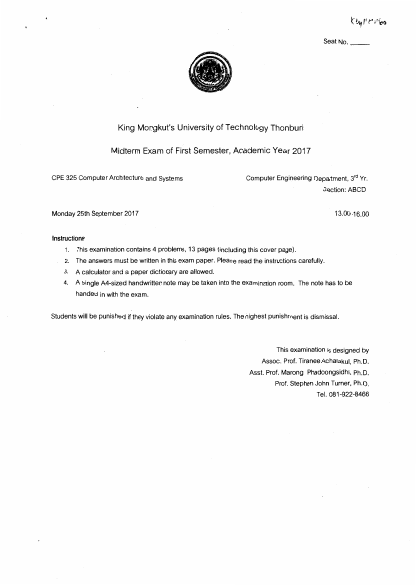 Seat No. ____
King Mongkut's University of Technology Thonburi
Midterm Exam of First Semester, Academic Year 2017
CPE 325 Computer Architecture and Systems
Computer Engineering Department, 3rd Yr.
Section: ABCD
Monday 25th September 2017
13.00-16.00
Instructions
1. This examination contains 4 problems, 13 pages (including this cover page).
2. The answers must be written in this exam paper. Please read the instructions carefully.
3. A calculator and a paper dictionary are allowed.
4. A single A4-sized handwritten note may be taken into the examination room. The note has to be
handed in with the exam.
Students will be punished if they violate any examination rules. The highest punishment is dismissal.
This examination is designed by
Assoc. Prof. Tiranee Achalakul, Ph.D.
Asst. Prof. Marong Phadoongsidhi, Ph.D.
Prof. Stephen John Turner, Ph.D.
Tel. 081-922-8466